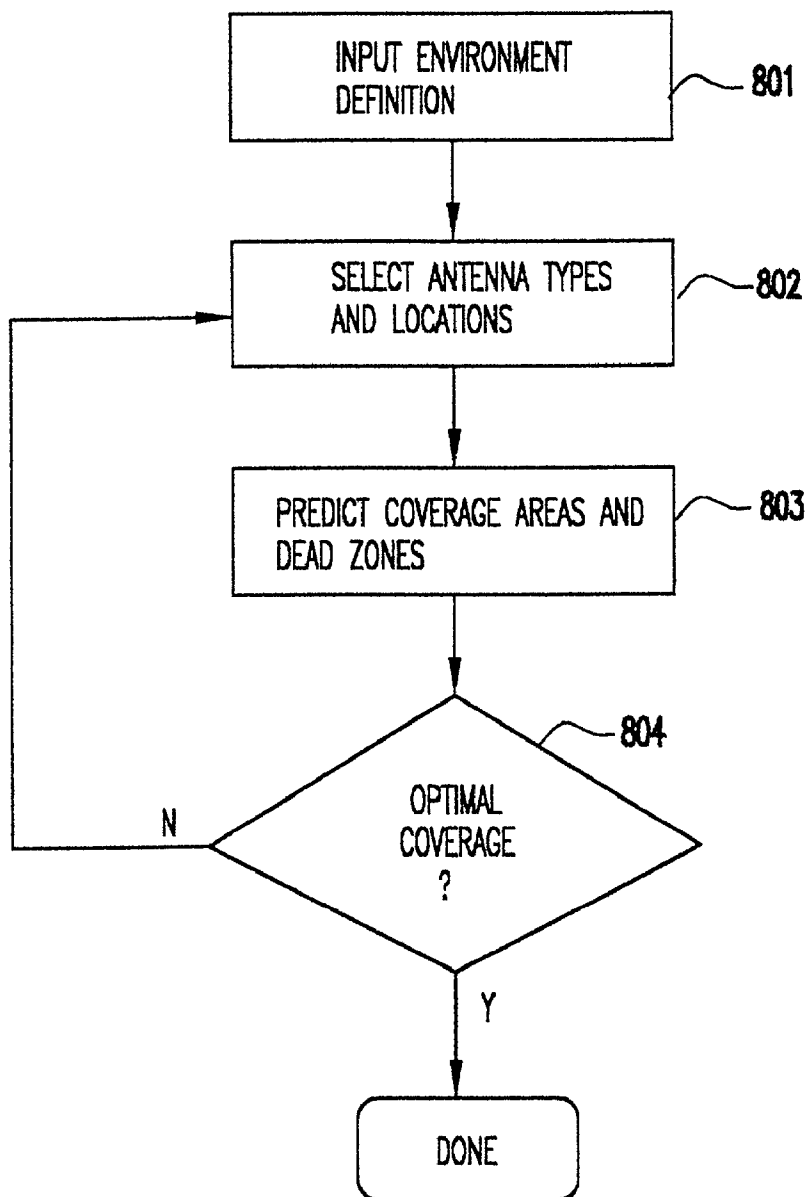 INPUT ENVIRONMENT
DEFINITION
801
SELECT ANTENNA TYPES
AND LOCATIONS
802
PREDICT COVERAGE AREAS AND
DEAD ZONES
803
804
OPTIMAL
COVERAGE
?
N
Y
DONE